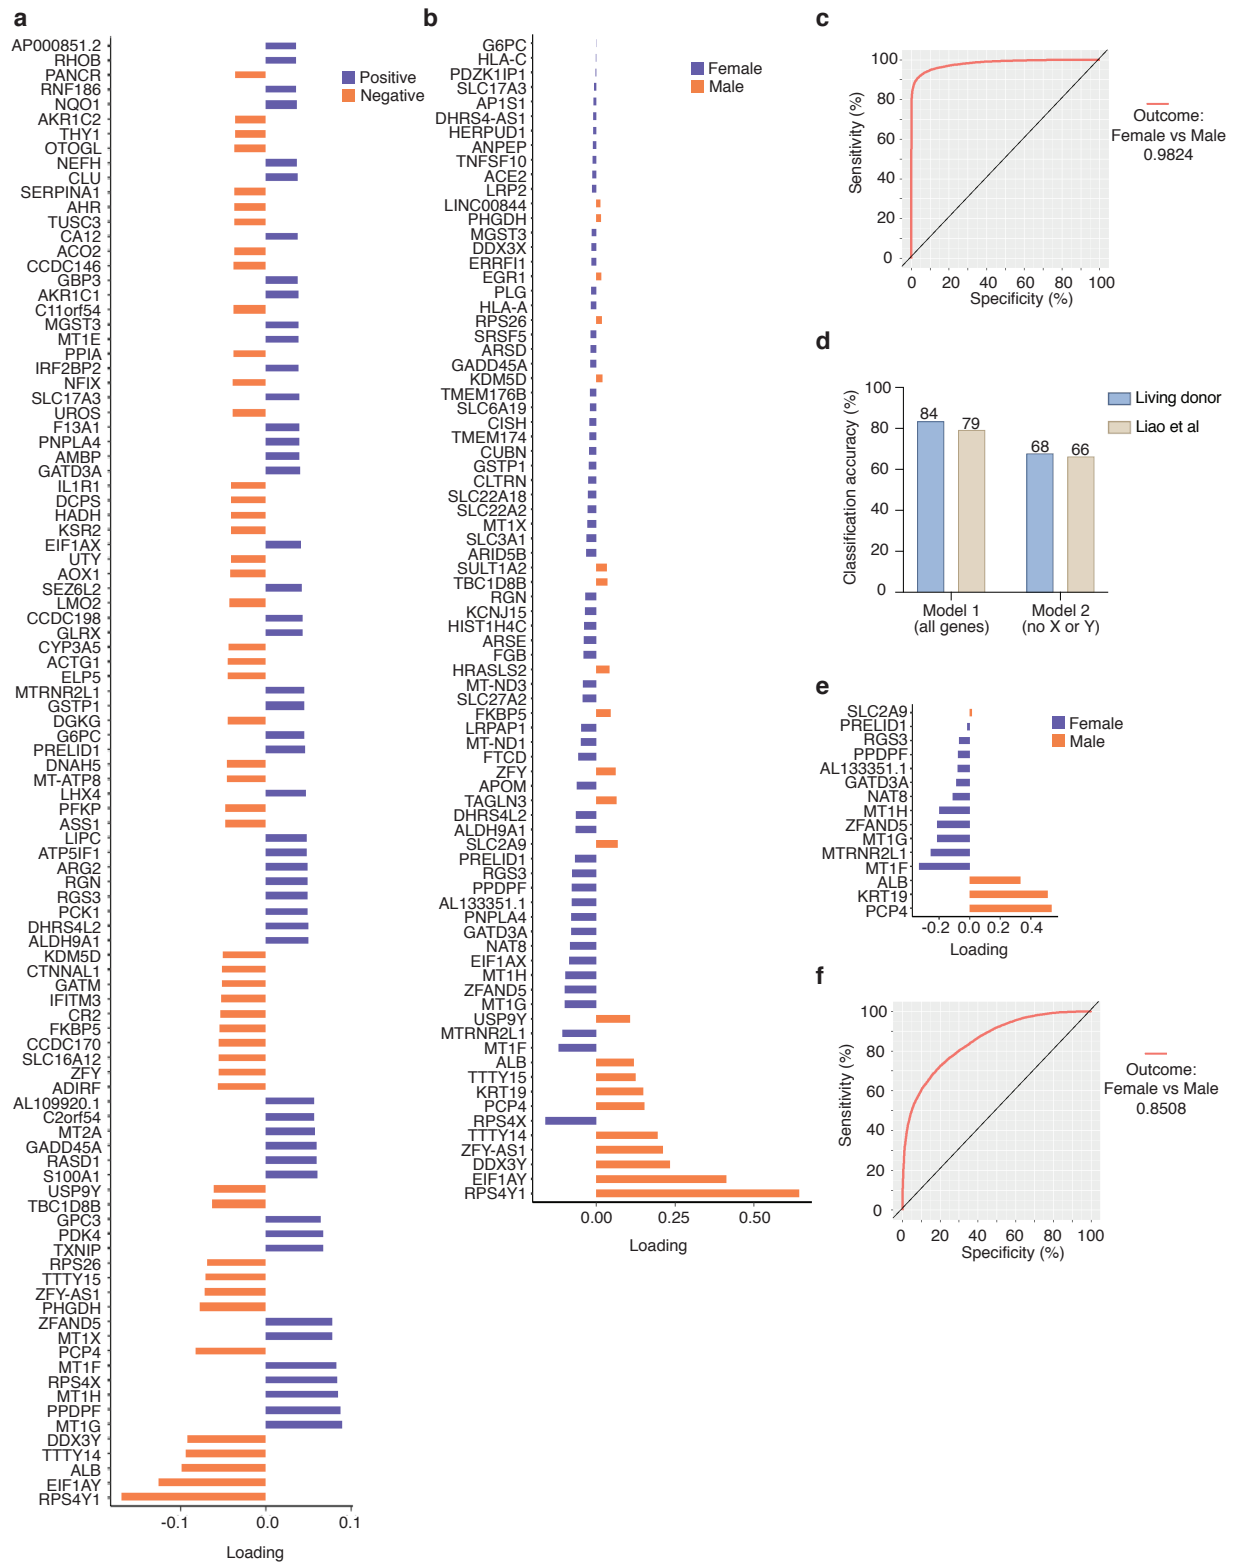 a
AP000851.2
RHOB
PANCR
RNF186
NQO1
AKR1C2
THY1
OTOGL
NEFH
CLU
SERPINA1
AHR
TUSC3
CA12
ACO2
CCDC146
GBP3
AKR1C1
C11orf54
MGST3
MT1E
PPIA
IRF2BP2
NFIX
SLC17A3
UROS
F13A1
PNPLA4
AMBP
GATD3A
IL1R1
DCPS
HADH
KSR2
EIF1AX
UTY
AOX1
SEZ6L2
LMO2
CCDC198
GLRX
CYP3A5
ACTG1
ELP5
MTRNR2L1
GSTP1
DGKG
G6PC
PRELID1
DNAH5
MT-ATP8
LHX4
PFKP
ASS1
LIPC
ATP5IF1
ARG2
RGN
RGS3
PCK1
DHRS4L2
ALDH9A1
KDM5D
CTNNAL1
GATM
IFITM3
CR2
FKBP5
CCDC170
SLC16A12
ZFY
ADIRF
AL109920.1
C2orf54
MT2A
GADD45A
RASD1
S100A1
USP9Y
TBC1D8B
GPC3
PDK4
TXNIP
RPS26
TTTY15
ZFY-AS1
PHGDH
ZFAND5
MT1X
PCP4
MT1F
RPS4X
MT1H
PPDPF
MT1G
DDX3Y
TTTY14
ALB
EIF1AY
RPS4Y1
-0.1 0.0 0.1
Loading
Positive
Negative
b
G6PC
HLA-C
PDZK1IP1
SLC17A3
AP1S1
DHRS4-AS1
HERPUD1
ANPEP
TNFSF10
ACE2
LRP2
LINC00844
PHGDH
MGST3
DDX3X
ERRFI1
EGR1
PLG
HLA-A
RPS26
SRSF5
ARSD
GADD45A
KDM5D
TMEM176B
SLC6A19
CISH
TMEM174
CUBN
GSTP1
CLTRN
SLC22A18
SLC22A2
MT1X
SLC3A1
ARID5B
SULT1A2
TBC1D8B
RGN
KCNJ15
HIST1H4C
ARSE
FGB
HRASLS2
MT-ND3
SLC27A2
FKBP5
LRPAP1
MT-ND1
FTCD
ZFY
APOM
TAGLN3
DHRS4L2
ALDH9A1
SLC2A9
PRELID1
RGS3
PPDPF
AL133351.1
PNPLA4
GATD3A
NAT8
EIF1AX
MT1H
ZFAND5
MT1G
USP9Y
MTRNR2L1
MT1F
ALB
TTTY15
KRT19
PCP4
RPS4X
TTTY14
ZFY-AS1
DDX3Y
EIF1AY
RPS4Y1
0.00 0.25 0.50
Loading
Female
Male
c
100
80
60
40
20
0
Sensitivity (%)
0 20 40 60 80 100
Specificity (%)
Outcome:
Female vs Male
0.9824
d
100
80
60
40
20
0
Classification accuracy (%)
84
79
68
66
Model 1
(all genes)
Model 2
(no X or Y)
Living donor
Liao et al
e
SLC2A9
PRELID1
RGS3
PPDPF
AL133351.1
GATD3A
NAT8
MT1H
ZFAND5
MT1G
MTRNR2L1
MT1F
ALB
KRT19
PCP4
-0.2 0.0 0.2 0.4
Loading
Female
Male
f
100
80
60
40
20
0
Sensitivity (%)
0 20 40 60 80 100
Specificity (%)
Outcome:
Female vs Male
0.8508